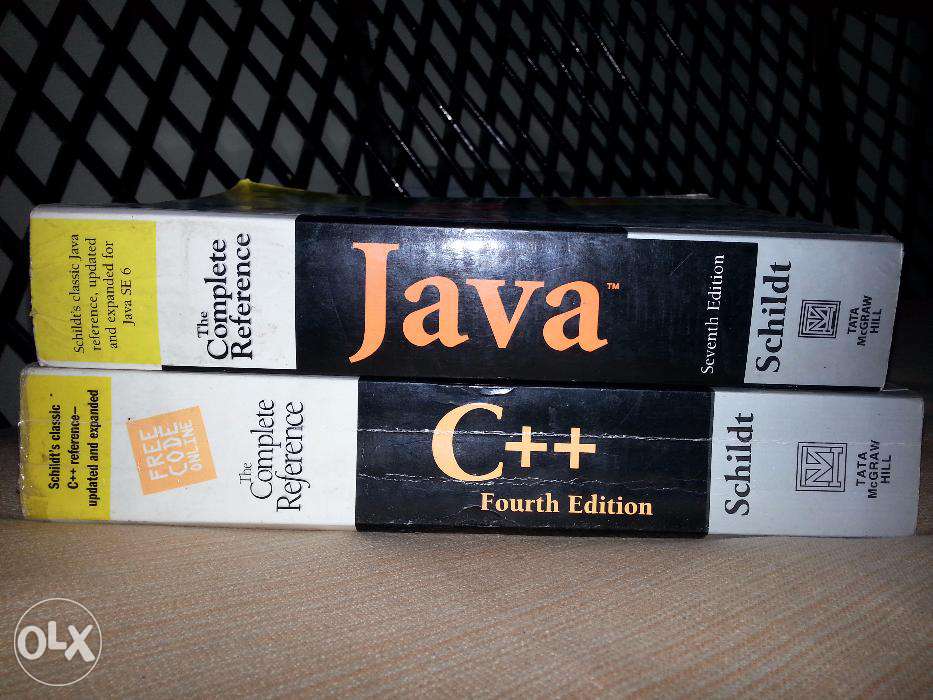 Schildt's classic Java
reference, updated
and expanded for
Java SE 6
The
Complete
Reference
Java™
Seventh Edition
Schildt
TATA
McGRAW
HILL
Schildt's classic
C++ reference–
updated and expanded
FREE
CODE
ONLINE
The
Complete
Reference
C++
Fourth Edition
Schildt
TATA
McGRAW
HILL
OLX